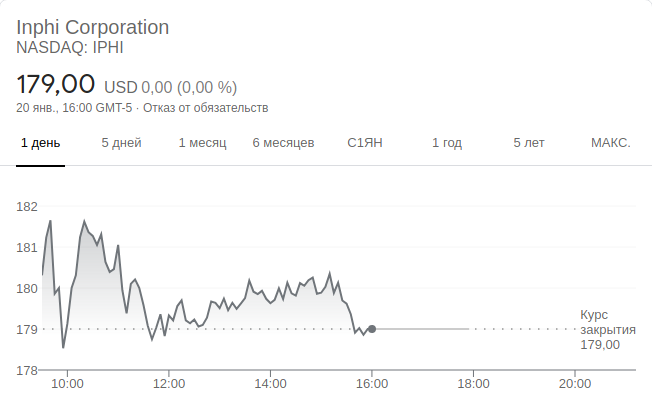 Inphi Corporation
NASDAQ: IPHI
179,00 USD 0,00 (0,00 %)
20 янв., 16:00 GMT-5 · Отказ от обязательств
1 день 5 дней 1 месяц 6 месяцев С1ЯН 1 год 5 лет МАКС.
182
181
180
179
178
Курс
закрытия
179,00
10:00 12:00 14:00 16:00 18:00 20:00